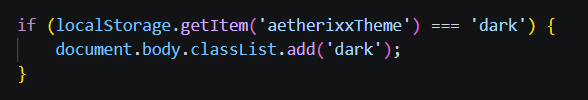 if (localStorage.getItem('aetherixxTheme') === 'dark') {
    document.body.classList.add('dark');
}